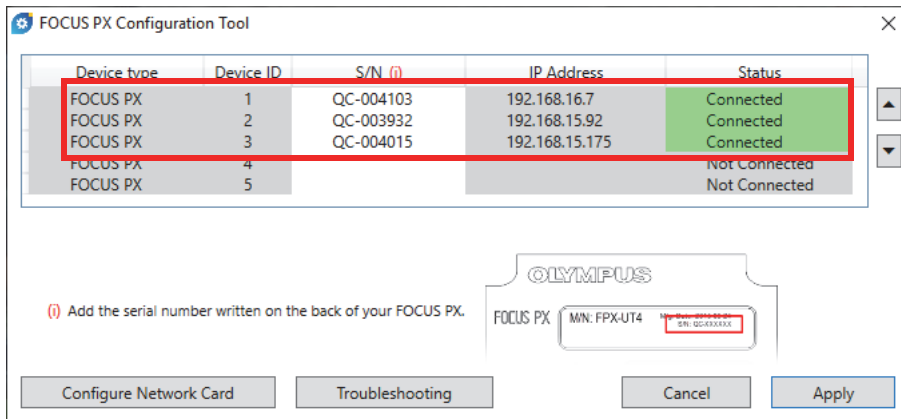 FOCUS PX Configuration Tool
Device type Device ID S/N (i) IP Address Status
FOCUS PX 1 QC-004103 192.168.16.7 Connected
FOCUS PX 2 QC-003932 192.168.15.92 Connected
FOCUS PX 3 QC-004015 192.168.15.175 Connected
FOCUS PX 4 Not Connected
FOCUS PX 5 Not Connected
OLYMPUS
(i) Add the serial number written on the back of your FOCUS PX.
FOCUS PX M/N: FPX-UT4
S/N: QC-XXXXXX
Configure Network Card Troubleshooting Cancel Apply